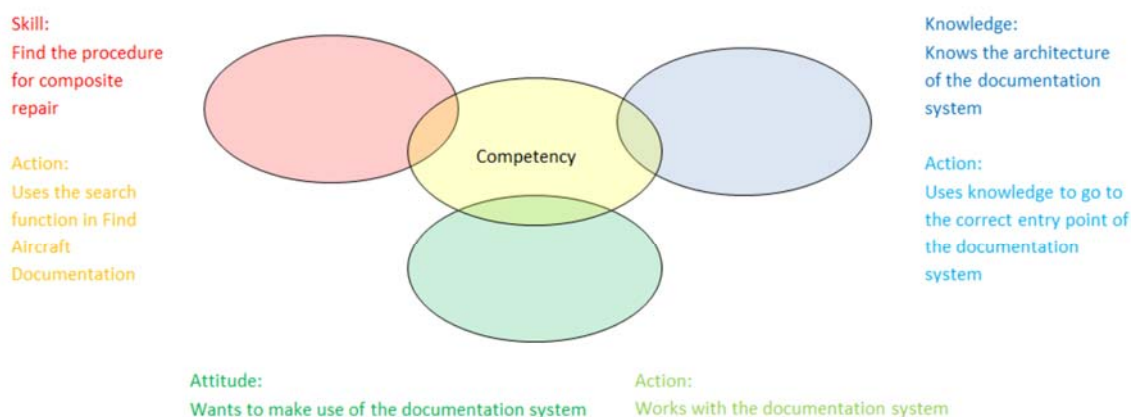 Skill:
Find the procedure
for composite
repair
Action:
Uses the search
function in Find
Aircraft
Documentation
Competency
Knowledge:
Knows the architecture
of the documentation
system
Action:
Uses knowledge to go to
the correct entry point of
the documentation
system
Attitude:
Wants to make use of the documentation system
Action:
Works with the documentation system